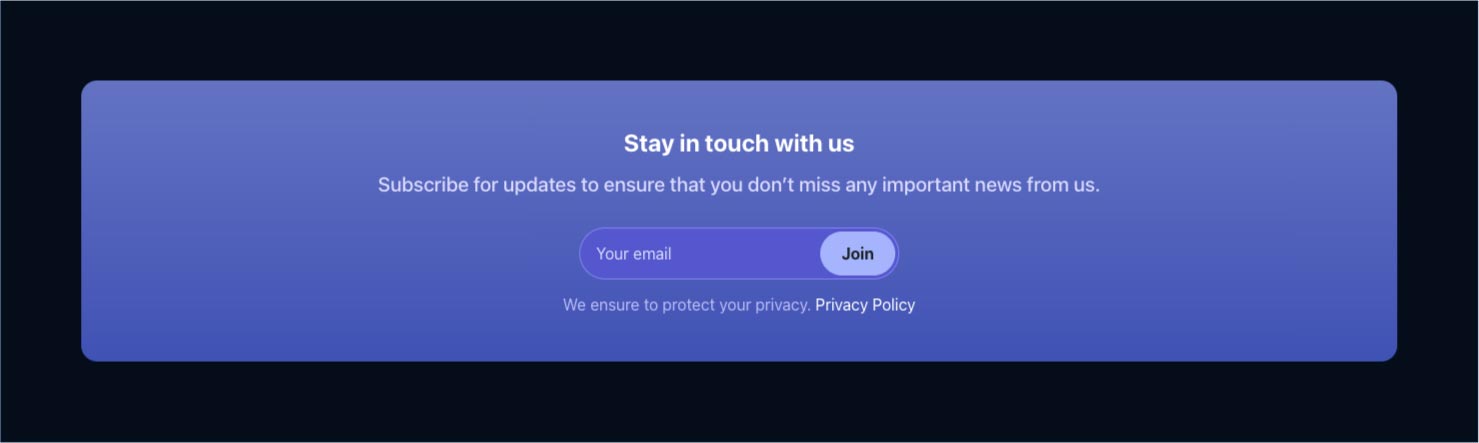 Stay in touch with us
Subscribe for updates to ensure that you don’t miss any important news from us.
Your email Join
We ensure to protect your privacy. Privacy Policy